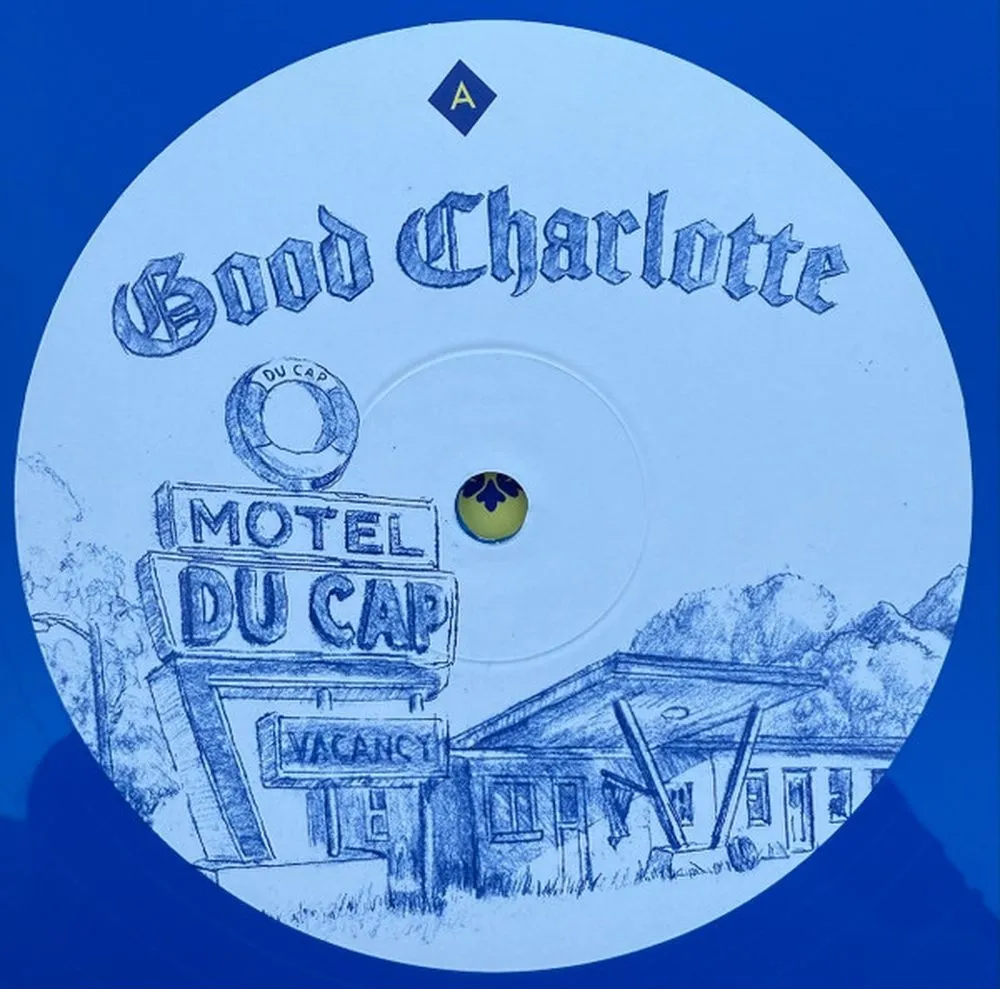 A
Good Charlotte
DU CAP
MOTEL
DU CAP
VACANCY